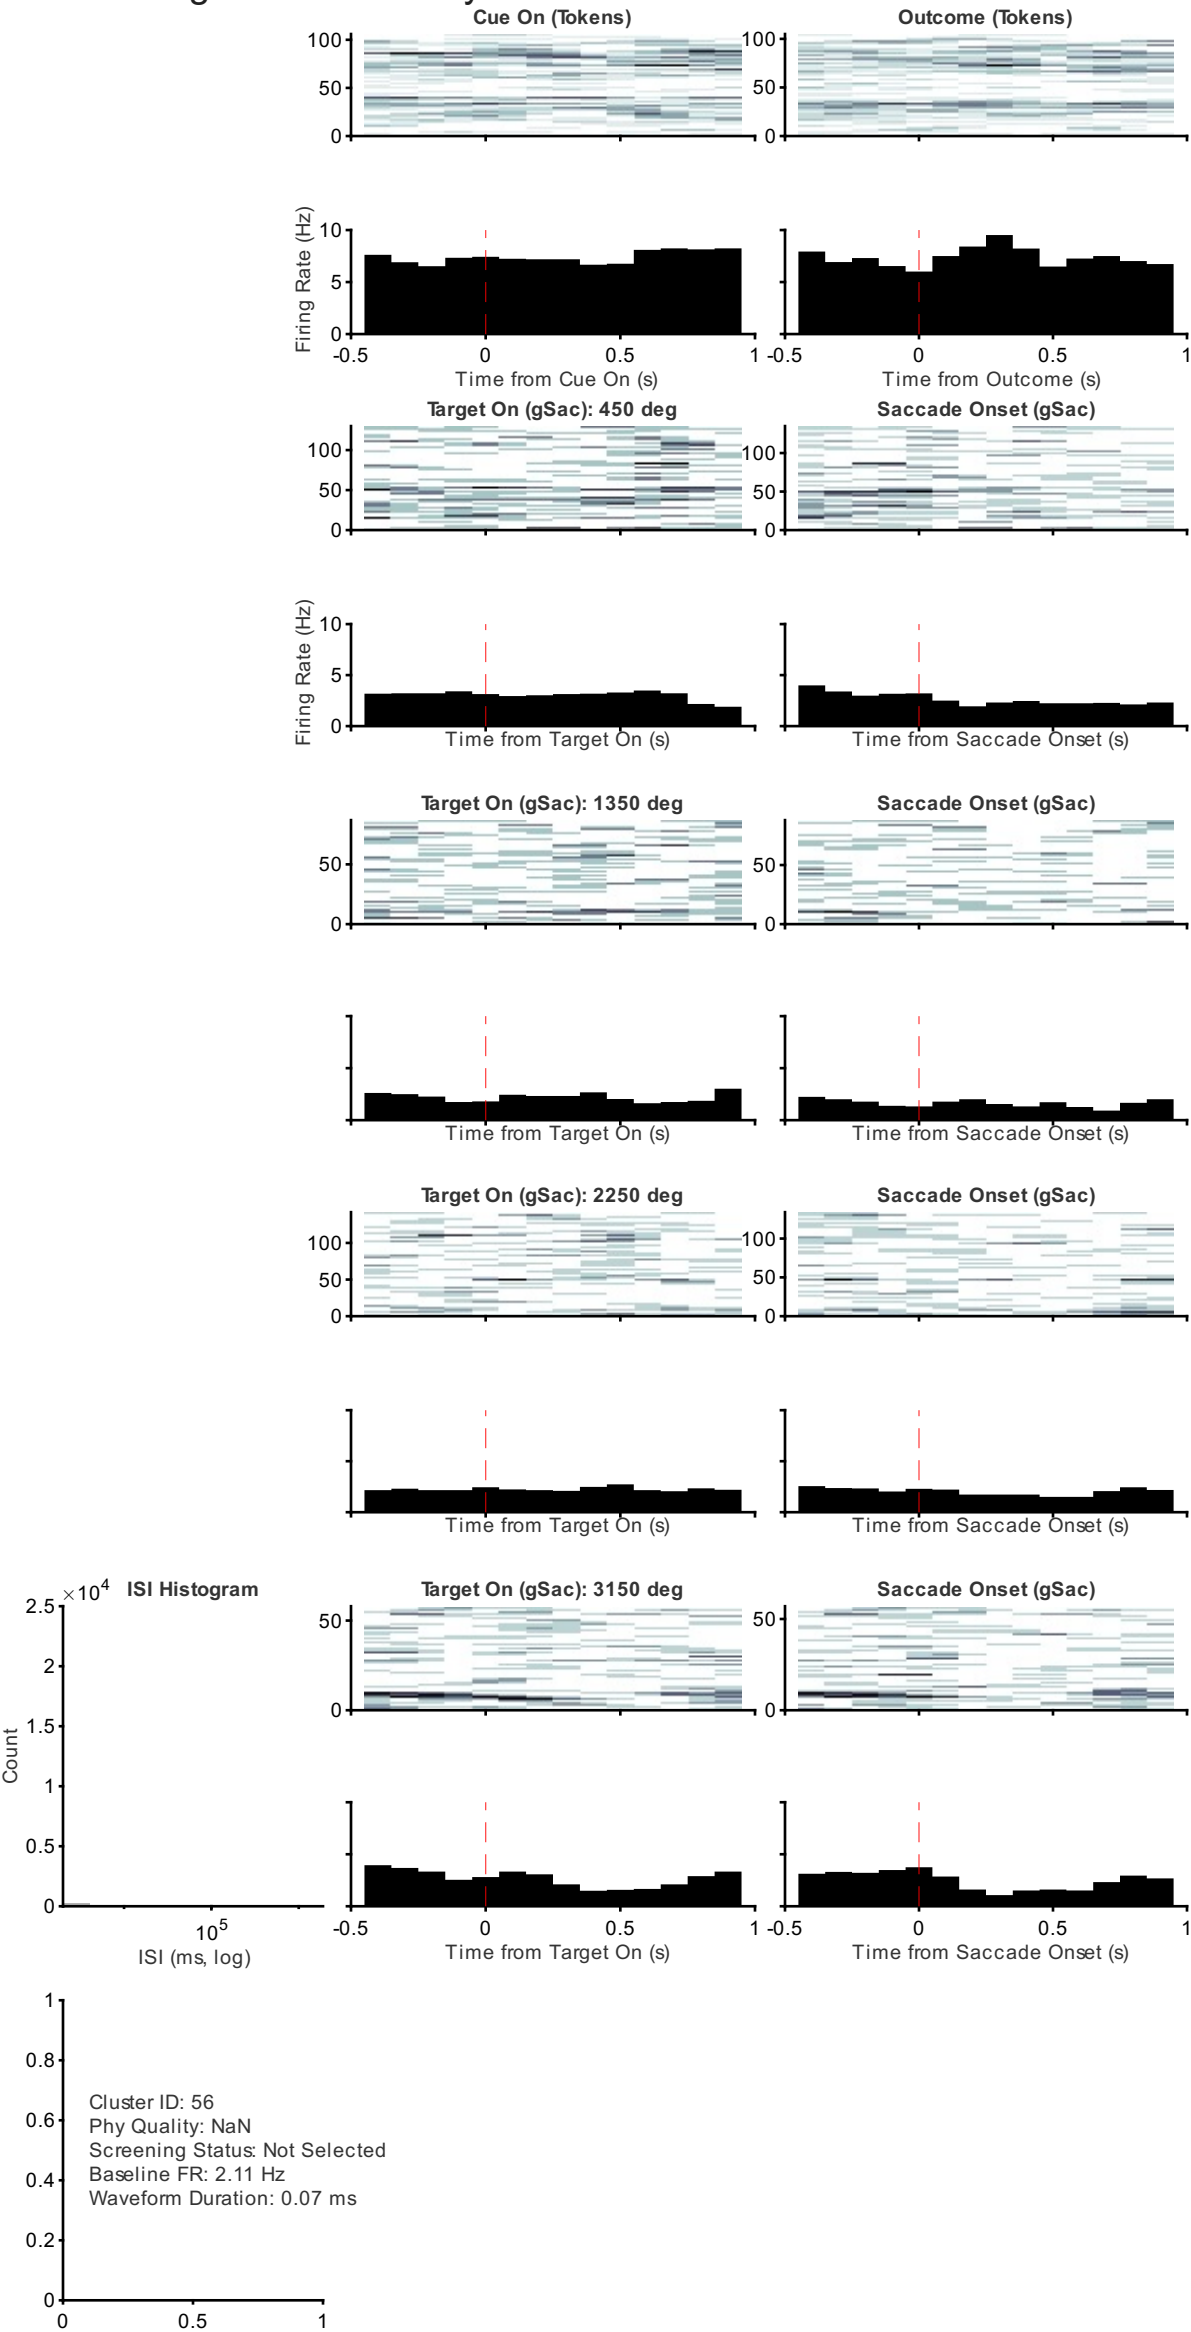 Cue On (Tokens)
Outcome (Tokens)
100
50
0
100
50
0
Firing Rate (Hz)
10
5
0
-0.5
0
0.5
1
-0.5
0
0.5
1
Time from Cue On (s)
Time from Outcome (s)
Target On (gSac): 450 deg
Saccade Onset (gSac)
100
50
0
100
50
0
Firing Rate (Hz)
10
5
0
Time from Target On (s)
Time from Saccade Onset (s)
Target On (gSac): 1350 deg
Saccade Onset (gSac)
50
0
50
0
Time from Target On (s)
Time from Saccade Onset (s)
Target On (gSac): 2250 deg
Saccade Onset (gSac)
100
50
0
100
50
0
Time from Target On (s)
Time from Saccade Onset (s)
×10⁴
ISI Histogram
Target On (gSac): 3150 deg
Saccade Onset (gSac)
2.5
2
1.5
1
0.5
0
Count
10⁵
ISI (ms, log)
50
0
50
0
-0.5
0
0.5
1
-0.5
0
0.5
1
Time from Target On (s)
Time from Saccade Onset (s)
1
0.8
0.6
0.4
0.2
0
Cluster ID: 56
Phy Quality: NaN
Screening Status: Not Selected
Baseline FR: 2.11 Hz
Waveform Duration: 0.07 ms
0
0.5
1